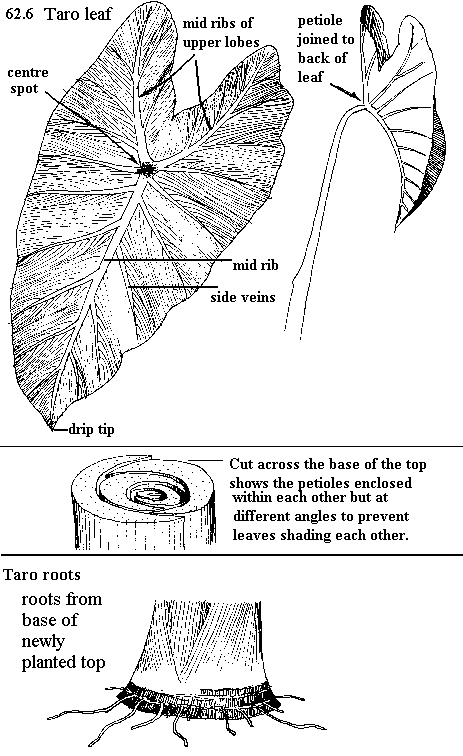 62.6 Taro leaf
mid ribs of
upper lobes
centre
spot
petiole
joined to
back of
leaf
mid rib
side veins
drip tip
Cut across the base of the top
shows the petioles enclosed
within each other but at
different angles to prevent
leaves shading each other.
Taro roots
roots from
base of
newly
planted top